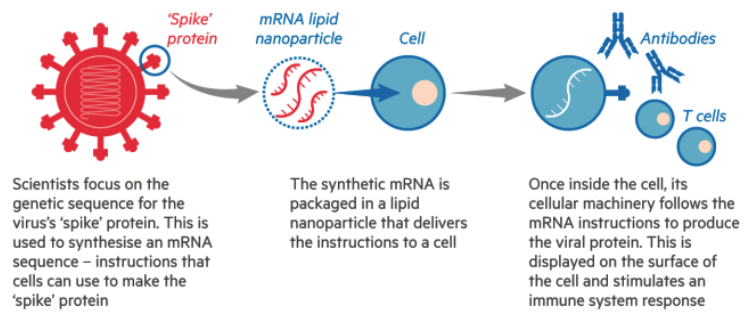 ‘Spike’
protein
mRNA lipid
nanoparticle
Cell
Antibodies
T cells
Scientists focus on the
genetic sequence for the
virus’s ‘spike’ protein. This is
used to synthesise an mRNA
sequence – instructions that
cells can use to make the
‘spike’ protein
The synthetic mRNA is
packaged in a lipid
nanoparticle that delivers
the instructions to a cell
Once inside the cell, its
cellular machinery follows the
mRNA instructions to produce
the viral protein. This is
displayed on the surface of
the cell and stimulates an
immune system response